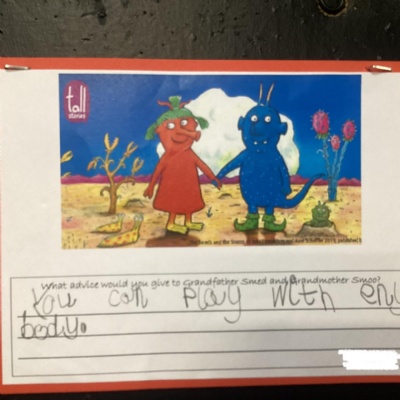 tall
stories
What advice would you give to Grandfather Smed and Grandmother Smoo?
You can play with eny
body.